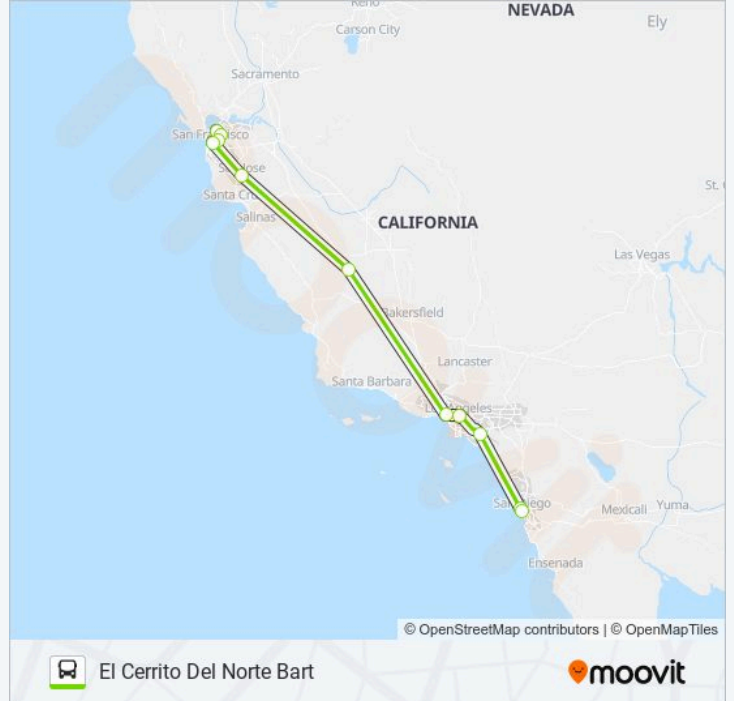 NEVADA
Reno
Ely
Carson City
Sacramento
San Francisco
San Jose
St.
Santa Cru
Salinas
CALIFORNIA
Las Vegas
Bakersfield
Lancaster
Santa Barbara
Los Angeles
San Diego
Mexicali
Yuma
Ensenada
© OpenStreetMap contributors | © OpenMapTiles
El Cerrito Del Norte Bart
moovit